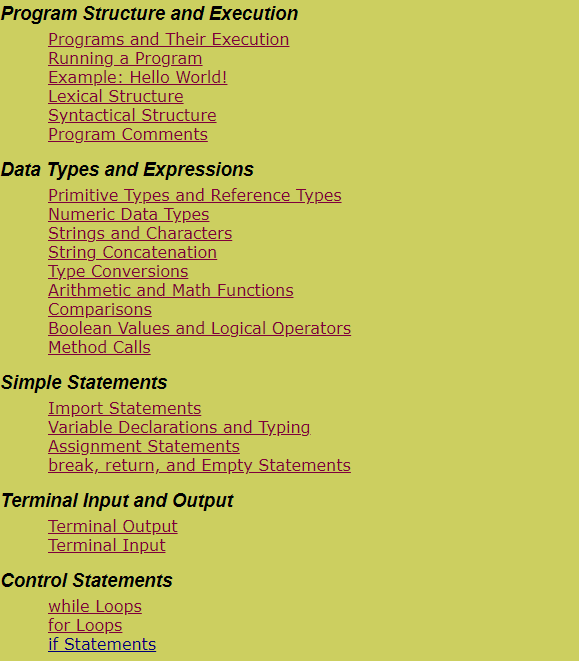 Program Structure and Execution
Programs and Their Execution
Running a Program
Example: Hello World!
Lexical Structure
Syntactical Structure
Program Comments
Data Types and Expressions
Primitive Types and Reference Types
Numeric Data Types
Strings and Characters
String Concatenation
Type Conversions
Arithmetic and Math Functions
Comparisons
Boolean Values and Logical Operators
Method Calls
Simple Statements
Import Statements
Variable Declarations and Typing
Assignment Statements
break, return, and Empty Statements
Terminal Input and Output
Terminal Output
Terminal Input
Control Statements
while Loops
for Loops
if Statements